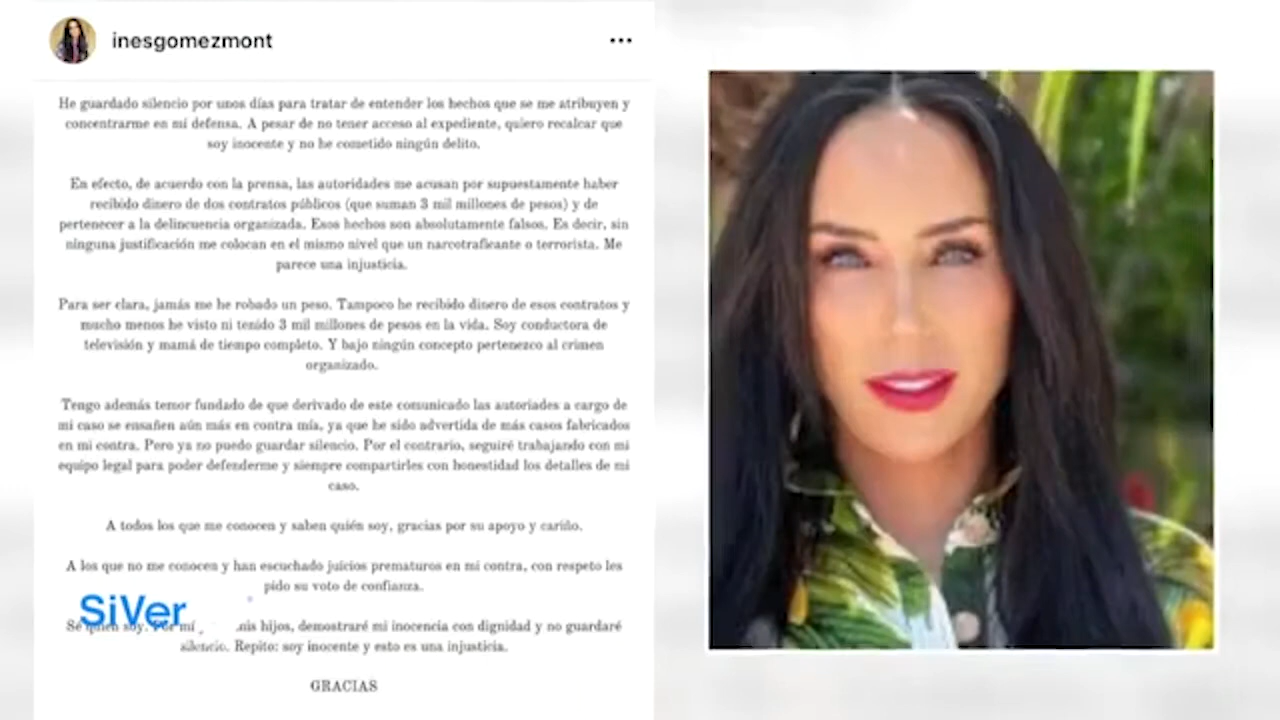 inesgomezmont
He guardado silencio por unos días para tratar de entender los hechos que se me atribuyen y
concentrarme en mi defensa. A pesar de no tener acceso al expediente, quiero recalcar que
soy inocente y no he cometido ningún delito.
En efecto, de acuerdo con la prensa, las autoridades me acusan por supuestamente haber
recibido dinero de dos contratos públicos (que suman 3 mil millones de pesos) y de
pertenecer a la delincuencia organizada. Esos hechos son absolutamente falsos. Es decir, sin
ninguna justificación me colocan en el mismo nivel que un narcotraficante o terrorista. Me
parece una injusticia.
Para ser clara, jamás me he robado un peso. Tampoco he recibido dinero de esos contratos y
mucho menos he visto ni tenido 3 mil millones de pesos en la vida. Soy conductora de
televisión y mamá de tiempo completo. Y bajo ningún concepto pertenezco al crimen
organizado.
Tengo además temor fundado de que derivado de este comunicado las autoriades a cargo de
mi caso se ensañen aún más en contra mía, ya que he sido advertida de más casos fabricados
en mi contra. Pero ya no puedo guardar silencio. Por el contrario, seguiré trabajando con mi
equipo legal para poder defenderme y siempre compartirles con honestidad los detalles de mi
caso.
A todos los que me conocen y saben quién soy, gracias por su apoyo y cariño.
A los que no me conocen y han escuchado juicios prematuros en mi contra, con respeto les
pido su voto de confianza.
SiVer
Sé quien soy. Por mí hijos, demostraré mi inocencia con dignidad y no guardaré
silencio. Repito: soy inocente y esto es una injusticia.
GRACIAS